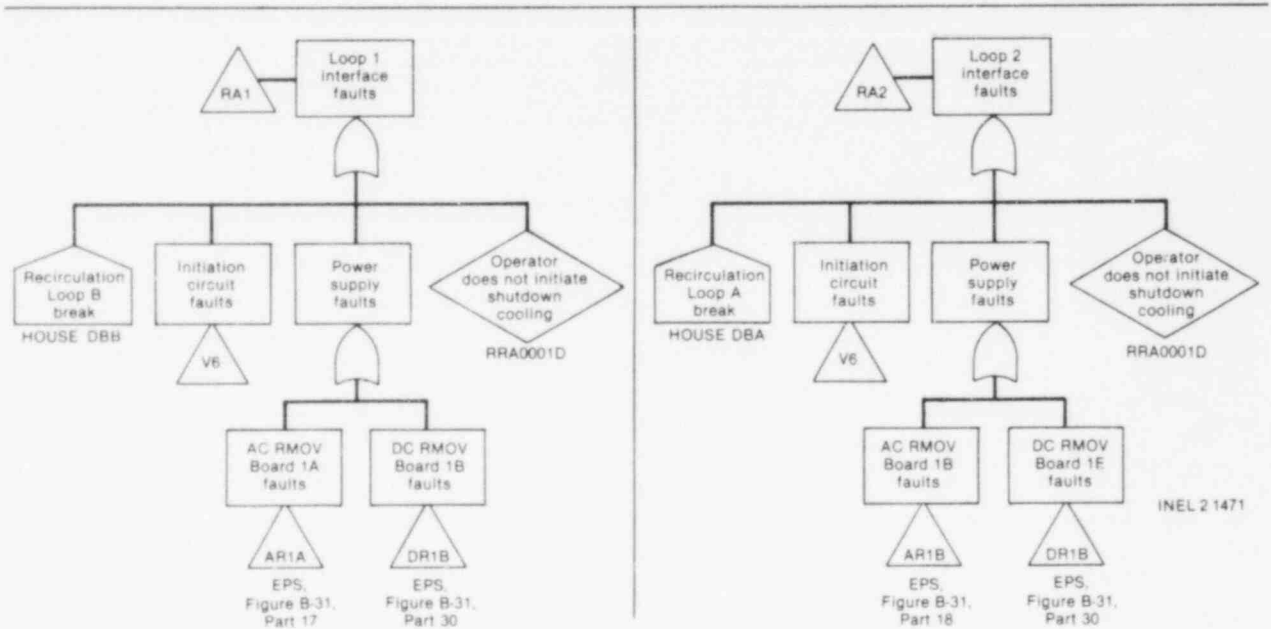 RA1
Loop 1
interface
faults
Recirculation
Loop B
break
HOUSE DBB
Initiation
circuit
faults
V6
Power
supply
faults
Operator
does not initiate
shutdown
cooling
RRA0001D
AC RMOV
Board 1A
faults
AR1A
EPS,
Figure B-31,
Part 17
DC RMOV
Board 1B
faults
DR1B
EPS,
Figure B-31,
Part 30
RA2
Loop 2
interface
faults
Recirculation
Loop A
break
HOUSE DBA
Initiation
circuit
faults
V6
Power
supply
faults
Operator
does not initiate
shutdown
cooling
RRA0001D
AC RMOV
Board 1B
faults
AR1B
EPS,
Figure B-31,
Part 18
DC RMOV
Board 1E
faults
DR1B
EPS,
Figure B-31,
Part 30
INEL 2 1471